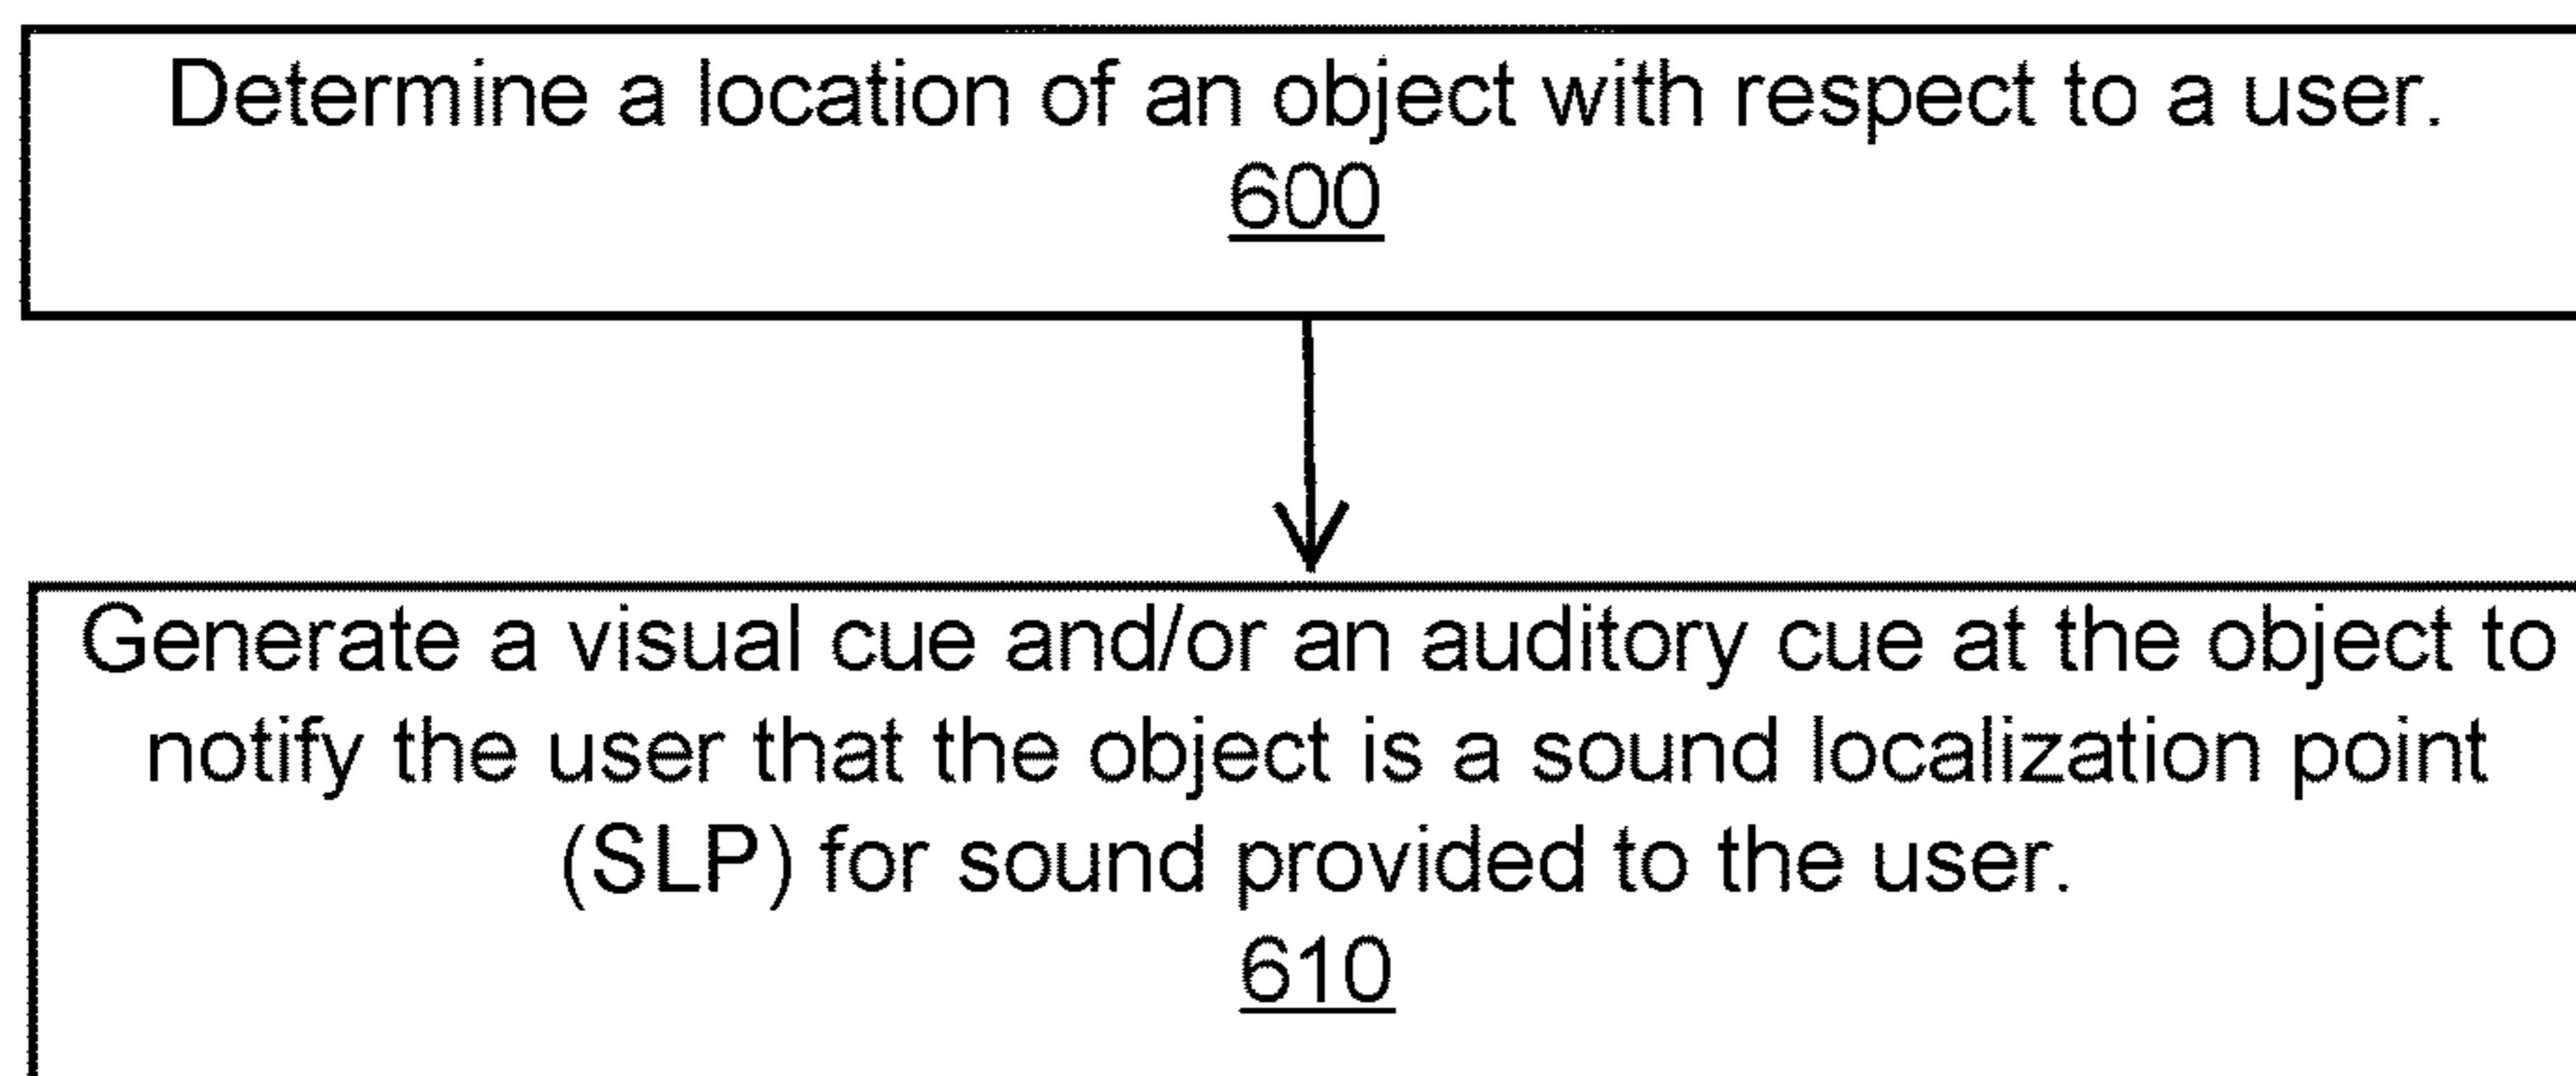 Determine a location of an object with respect to a user.
600
Generate a visual cue and/or an auditory cue at the object to
notify the user that the object is a sound localization point
(SLP) for sound provided to the user.
610